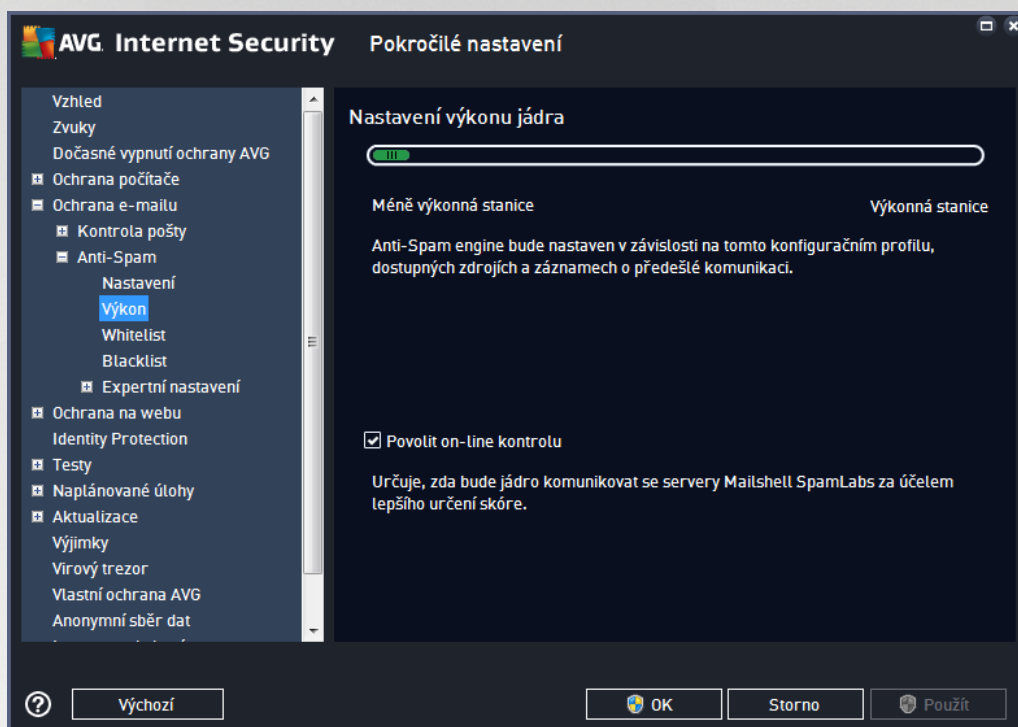 AVG. Internet Security Pokročilé nastavení
Vzhled
Zvuky
Dočasné vypnutí ochrany AVG
Ochrana počítače
Ochrana e-mailu
Kontrola pošty
Anti-Spam
Nastavení
Výkon
Whitelist
Blacklist
Expertní nastavení
Ochrana na webu
Identity Protection
Testy
Naplánované úlohy
Aktualizace
Výjimky
Virový trezor
Vlastní ochrana AVG
Anonymní sběr dat
Nastavení výkonu jádra
Méně výkonná stanice Výkonná stanice
Anti-Spam engine bude nastaven v závislosti na tomto konfiguračním profilu,
dostupných zdrojích a záznamech o předešlé komunikaci.
Povolit on-line kontrolu
Určuje, zda bude jádro komunikovat se servery Mailshell SpamLabs za účelem
lepšího určení skóre.
Výchozí OK Storno Použít